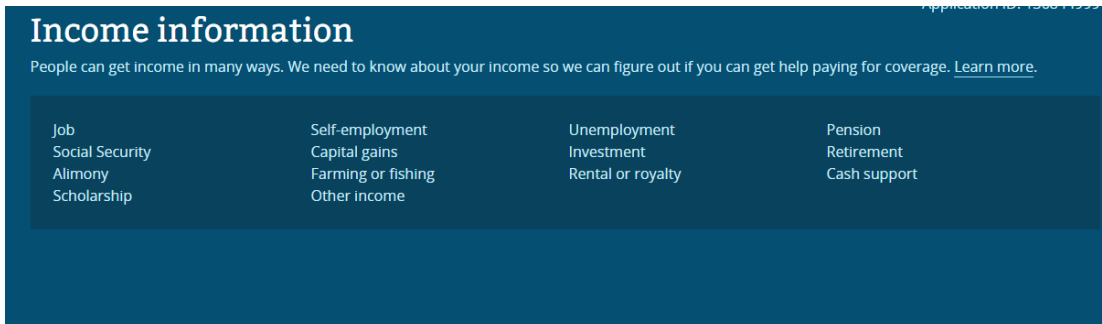 Income information
People can get income in many ways. We need to know about your income so we can figure out if you can get help paying for coverage. Learn more.
Job Self-employment Unemployment Pension
Social Security Capital gains Investment Retirement
Alimony Farming or fishing Rental or royalty Cash support
Scholarship Other income